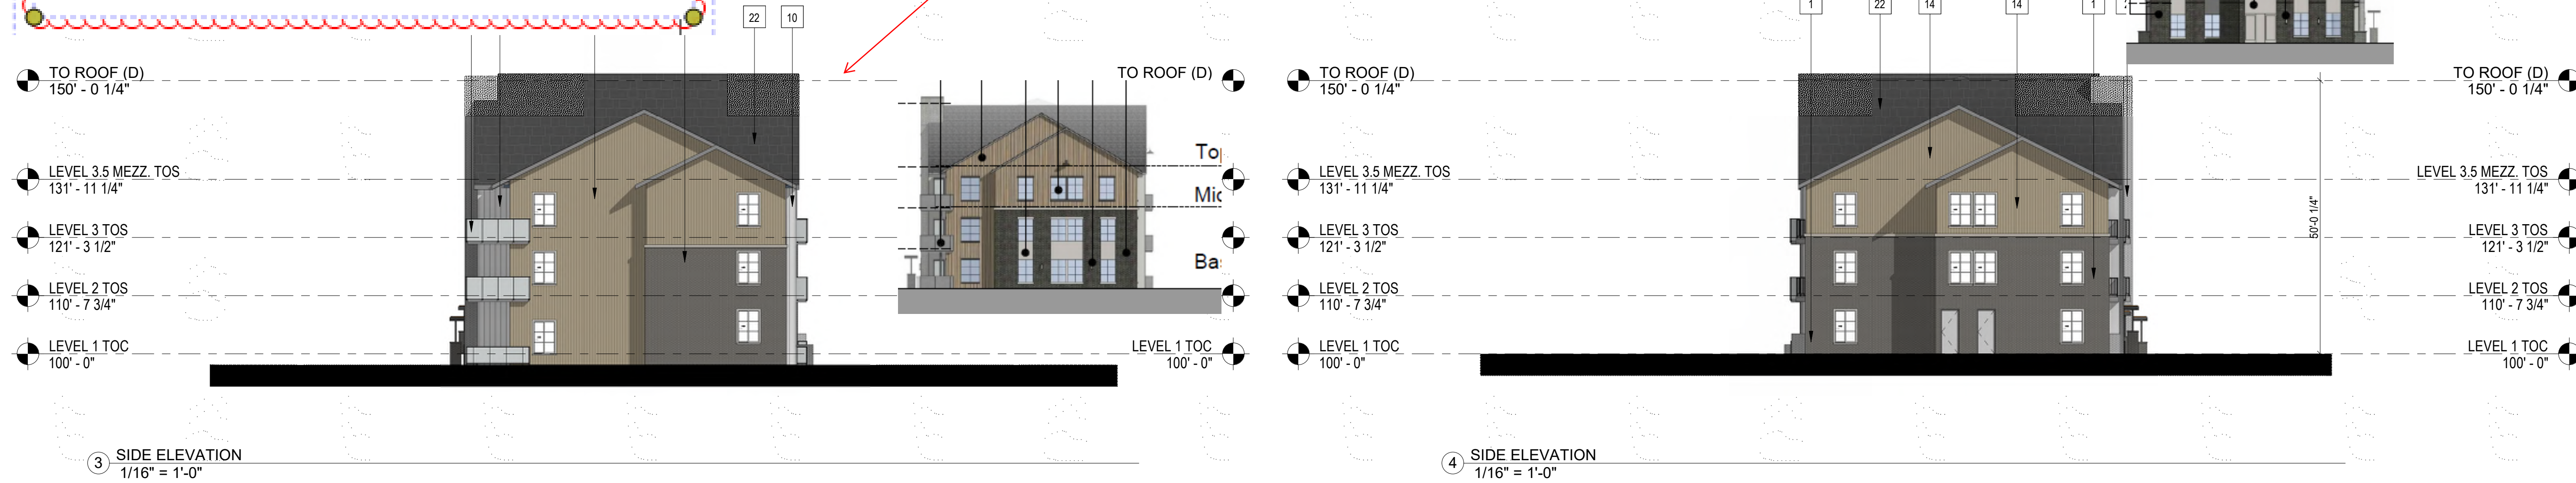 22
10
TO ROOF (D)
150' - 0 1/4"
LEVEL 3.5 MEZZ. TOS
131' - 11 1/4"
LEVEL 3 TOS
121' - 3 1/2"
LEVEL 2 TOS
110' - 7 3/4"
LEVEL 1 TOC
100' - 0"
TO ROOF (D)
LEVEL 1 TOC
100' - 0"
3
SIDE ELEVATION
1/16" = 1'-0"
1
22
14
14
1
TO ROOF (D)
150' - 0 1/4"
LEVEL 3.5 MEZZ. TOS
131' - 11 1/4"
LEVEL 3 TOS
121' - 3 1/2"
LEVEL 2 TOS
110' - 7 3/4"
LEVEL 1 TOC
100' - 0"
50'-0 1/4"
TO ROOF (D)
150' - 0 1/4"
LEVEL 3.5 MEZZ. TOS
131' - 11 1/4"
LEVEL 3 TOS
121' - 3 1/2"
LEVEL 2 TOS
110' - 7 3/4"
LEVEL 1 TOC
100' - 0"
4
SIDE ELEVATION
1/16" = 1'-0"